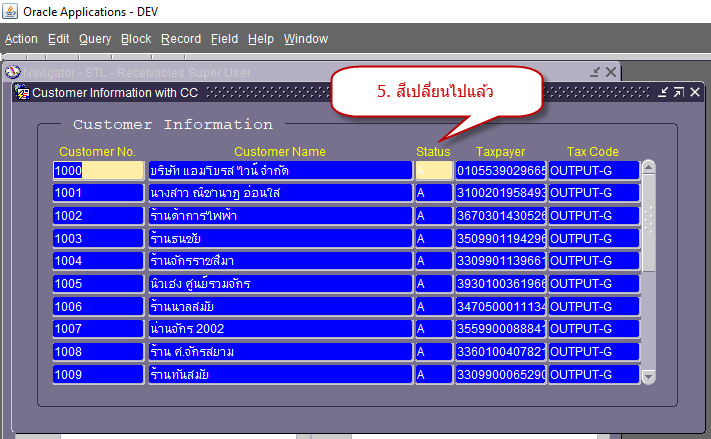 Oracle Applications - DEV
Action Edit Query Block Record Field Help Window
Navigator - STL - Receivables Super User
Customer Information with CC
5. สีเปลี่ยนไปแล้ว
Customer Information
Customer No. Customer Name Status Taxpayer Tax Code
1000 บริษัท แอมโบรส ไวน์ จำกัด A 0105539029665 OUTPUT-G
1001 นางสาว ณิชานาฏ อ่อนใส A 3100201958493 OUTPUT-G
1002 ร้านด้าการไฟฟ้า A 3670301430526 OUTPUT-G
1003 ร้านธนชัย A 3509901194296 OUTPUT-G
1004 ร้านจักรราชสีมา A 3309901139661 OUTPUT-G
1005 นิวเฮง ศูนย์รวมจักร A 3930100361966 OUTPUT-G
1006 ร้านนวลสมัย A 3470500011134 OUTPUT-G
1007 น่านจักร 2002 A 3559900088841 OUTPUT-G
1008 ร้าน ศ.จักรสยาม A 3360100407821 OUTPUT-G
1009 ร้านทันสมัย A 3309900065290 OUTPUT-G